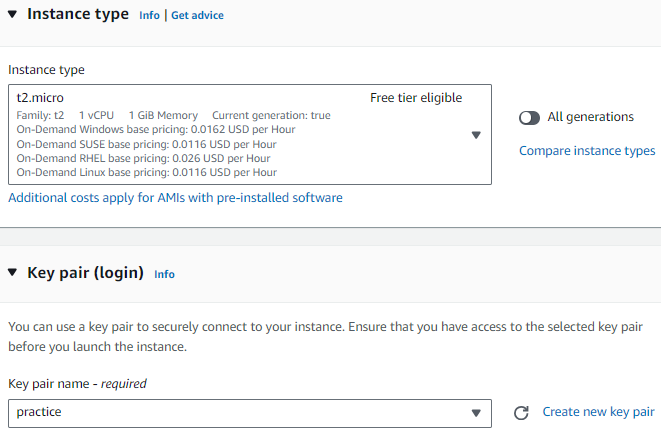 Instance type Info | Get advice
Instance type
t2.micro Free tier eligible
Family: t2 1 vCPU 1 GiB Memory Current generation: true
On-Demand Windows base pricing: 0.0162 USD per Hour
On-Demand SUSE base pricing: 0.0116 USD per Hour
On-Demand RHEL base pricing: 0.026 USD per Hour
On-Demand Linux base pricing: 0.0116 USD per Hour
All generations
Compare instance types
Additional costs apply for AMIs with pre-installed software
Key pair (login) Info
You can use a key pair to securely connect to your instance. Ensure that you have access to the selected key pair
before you launch the instance.
Key pair name - required
practice
Create new key pair